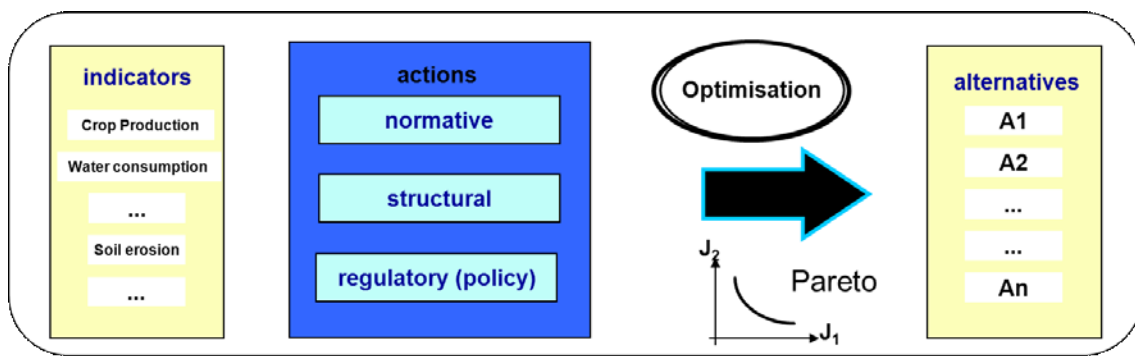 indicators
Crop Production
Water consumption
...
Soil erosion
...
actions
normative
structural
regulatory (policy)
Optimisation
J2
Pareto
J1
alternatives
A1
A2
...
...
An